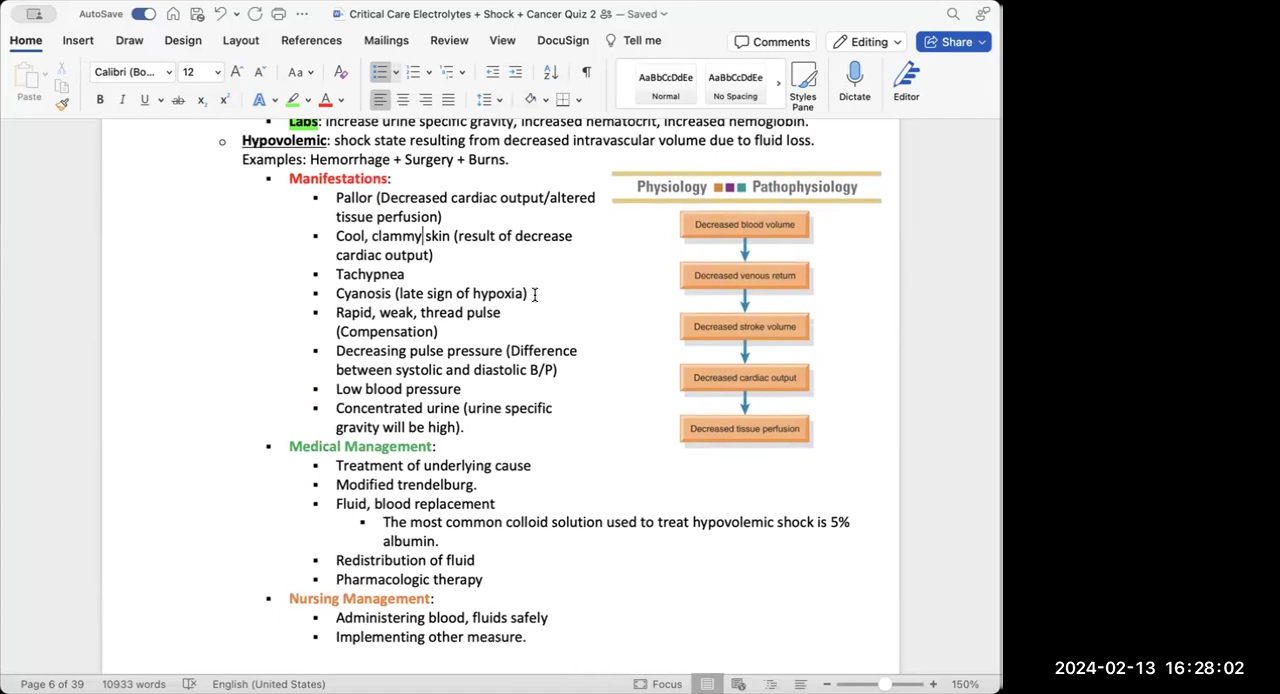 AutoSave
Critical Care Electrolytes + Shock + Cancer Quiz 2 — Saved
Home Insert Draw Design Layout References Mailings Review View DocuSign Tell me Comments Editing Share
Paste
Calibri (Bo... 12 A A Aa A
B I U ab x₂ x² A A
AaBbCcDdEe
Normal
AaBbCcDdEe
No Spacing
Styles
Pane
Dictate
Editor
Labs: increase urine specific gravity, increased hematocrit, increased hemoglobin.
Hypovolemic: shock state resulting from decreased intravascular volume due to fluid loss.
Examples: Hemorrhage + Surgery + Burns.
Manifestations:
Pallor (Decreased cardiac output/altered
tissue perfusion)
Cool, clammy skin (result of decrease
cardiac output)
Tachypnea
Cyanosis (late sign of hypoxia)
Rapid, weak, thread pulse
(Compensation)
Decreasing pulse pressure (Difference
between systolic and diastolic B/P)
Low blood pressure
Concentrated urine (urine specific
gravity will be high).
Physiology Pathophysiology
Decreased blood volume
Decreased venous return
Decreased stroke volume
Decreased cardiac output
Decreased tissue perfusion
Medical Management:
Treatment of underlying cause
Modified trendelburg.
Fluid, blood replacement
The most common colloid solution used to treat hypovolemic shock is 5%
albumin.
Redistribution of fluid
Pharmacologic therapy
Nursing Management:
Administering blood, fluids safely
Implementing other measure.
Page 6 of 39 10933 words English (United States) Focus 150%
2024-02-13 16:28:02